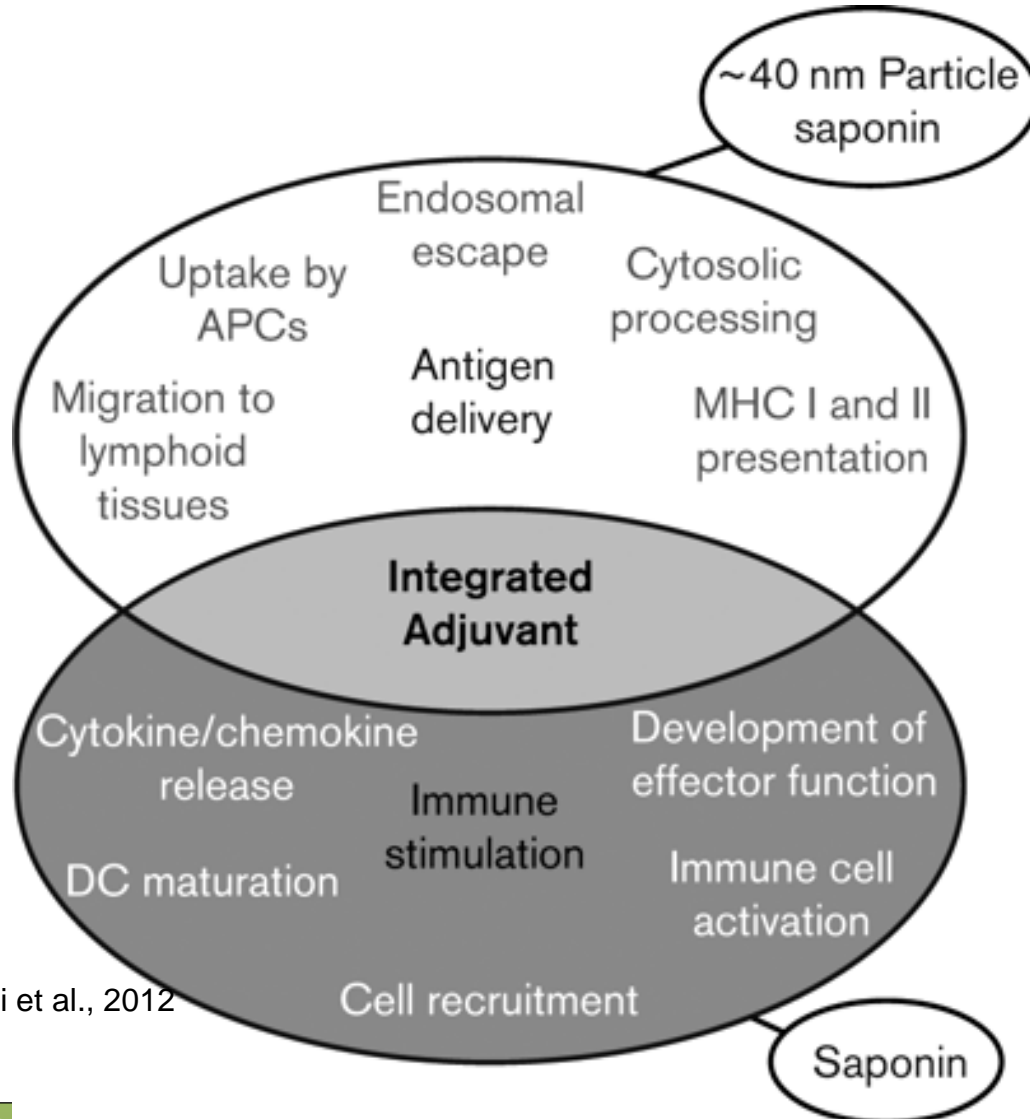 ~40 nm Particle
saponin
Endosomal
escape
Uptake by
APCs
Cytosolic
processing
Antigen
delivery
Migration to
lymphoid
tissues
MHC I and II
presentation
Integrated
Adjuvant
Cytokine/chemokine
release
Development of
effector function
Immune
stimulation
DC maturation
Immune cell
activation
Cell recruitment
i et al., 2012
Saponin